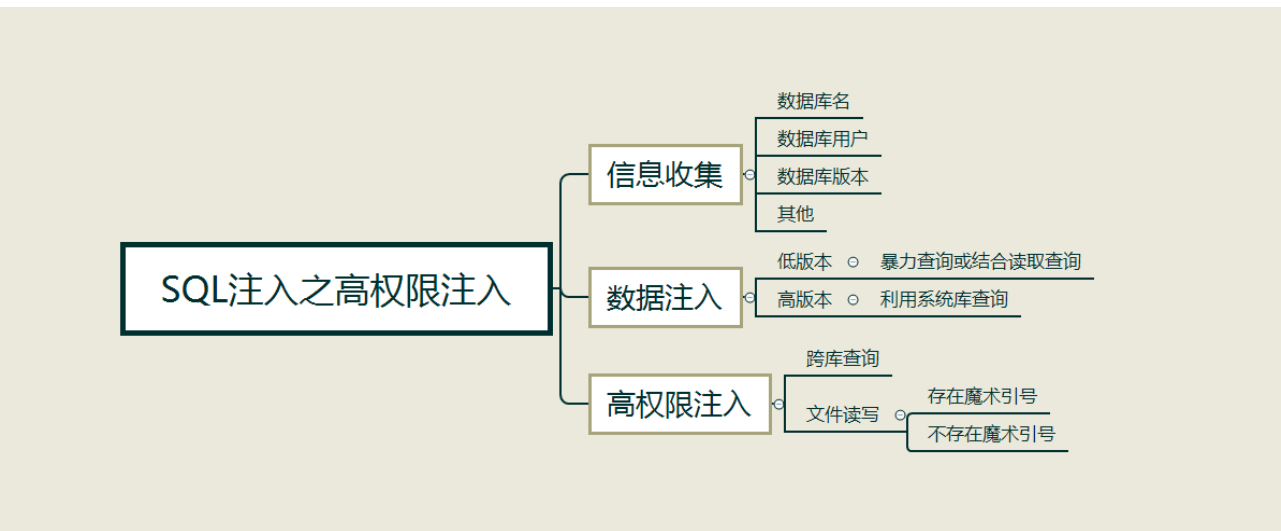 SQL注入之高权限注入
信息收集
数据库名
数据库用户
数据库版本
其他
数据注入
低版本
暴力查询或结合读取查询
高版本
利用系统库查询
高权限注入
跨库查询
文件读写
存在魔术引号
不存在魔术引号